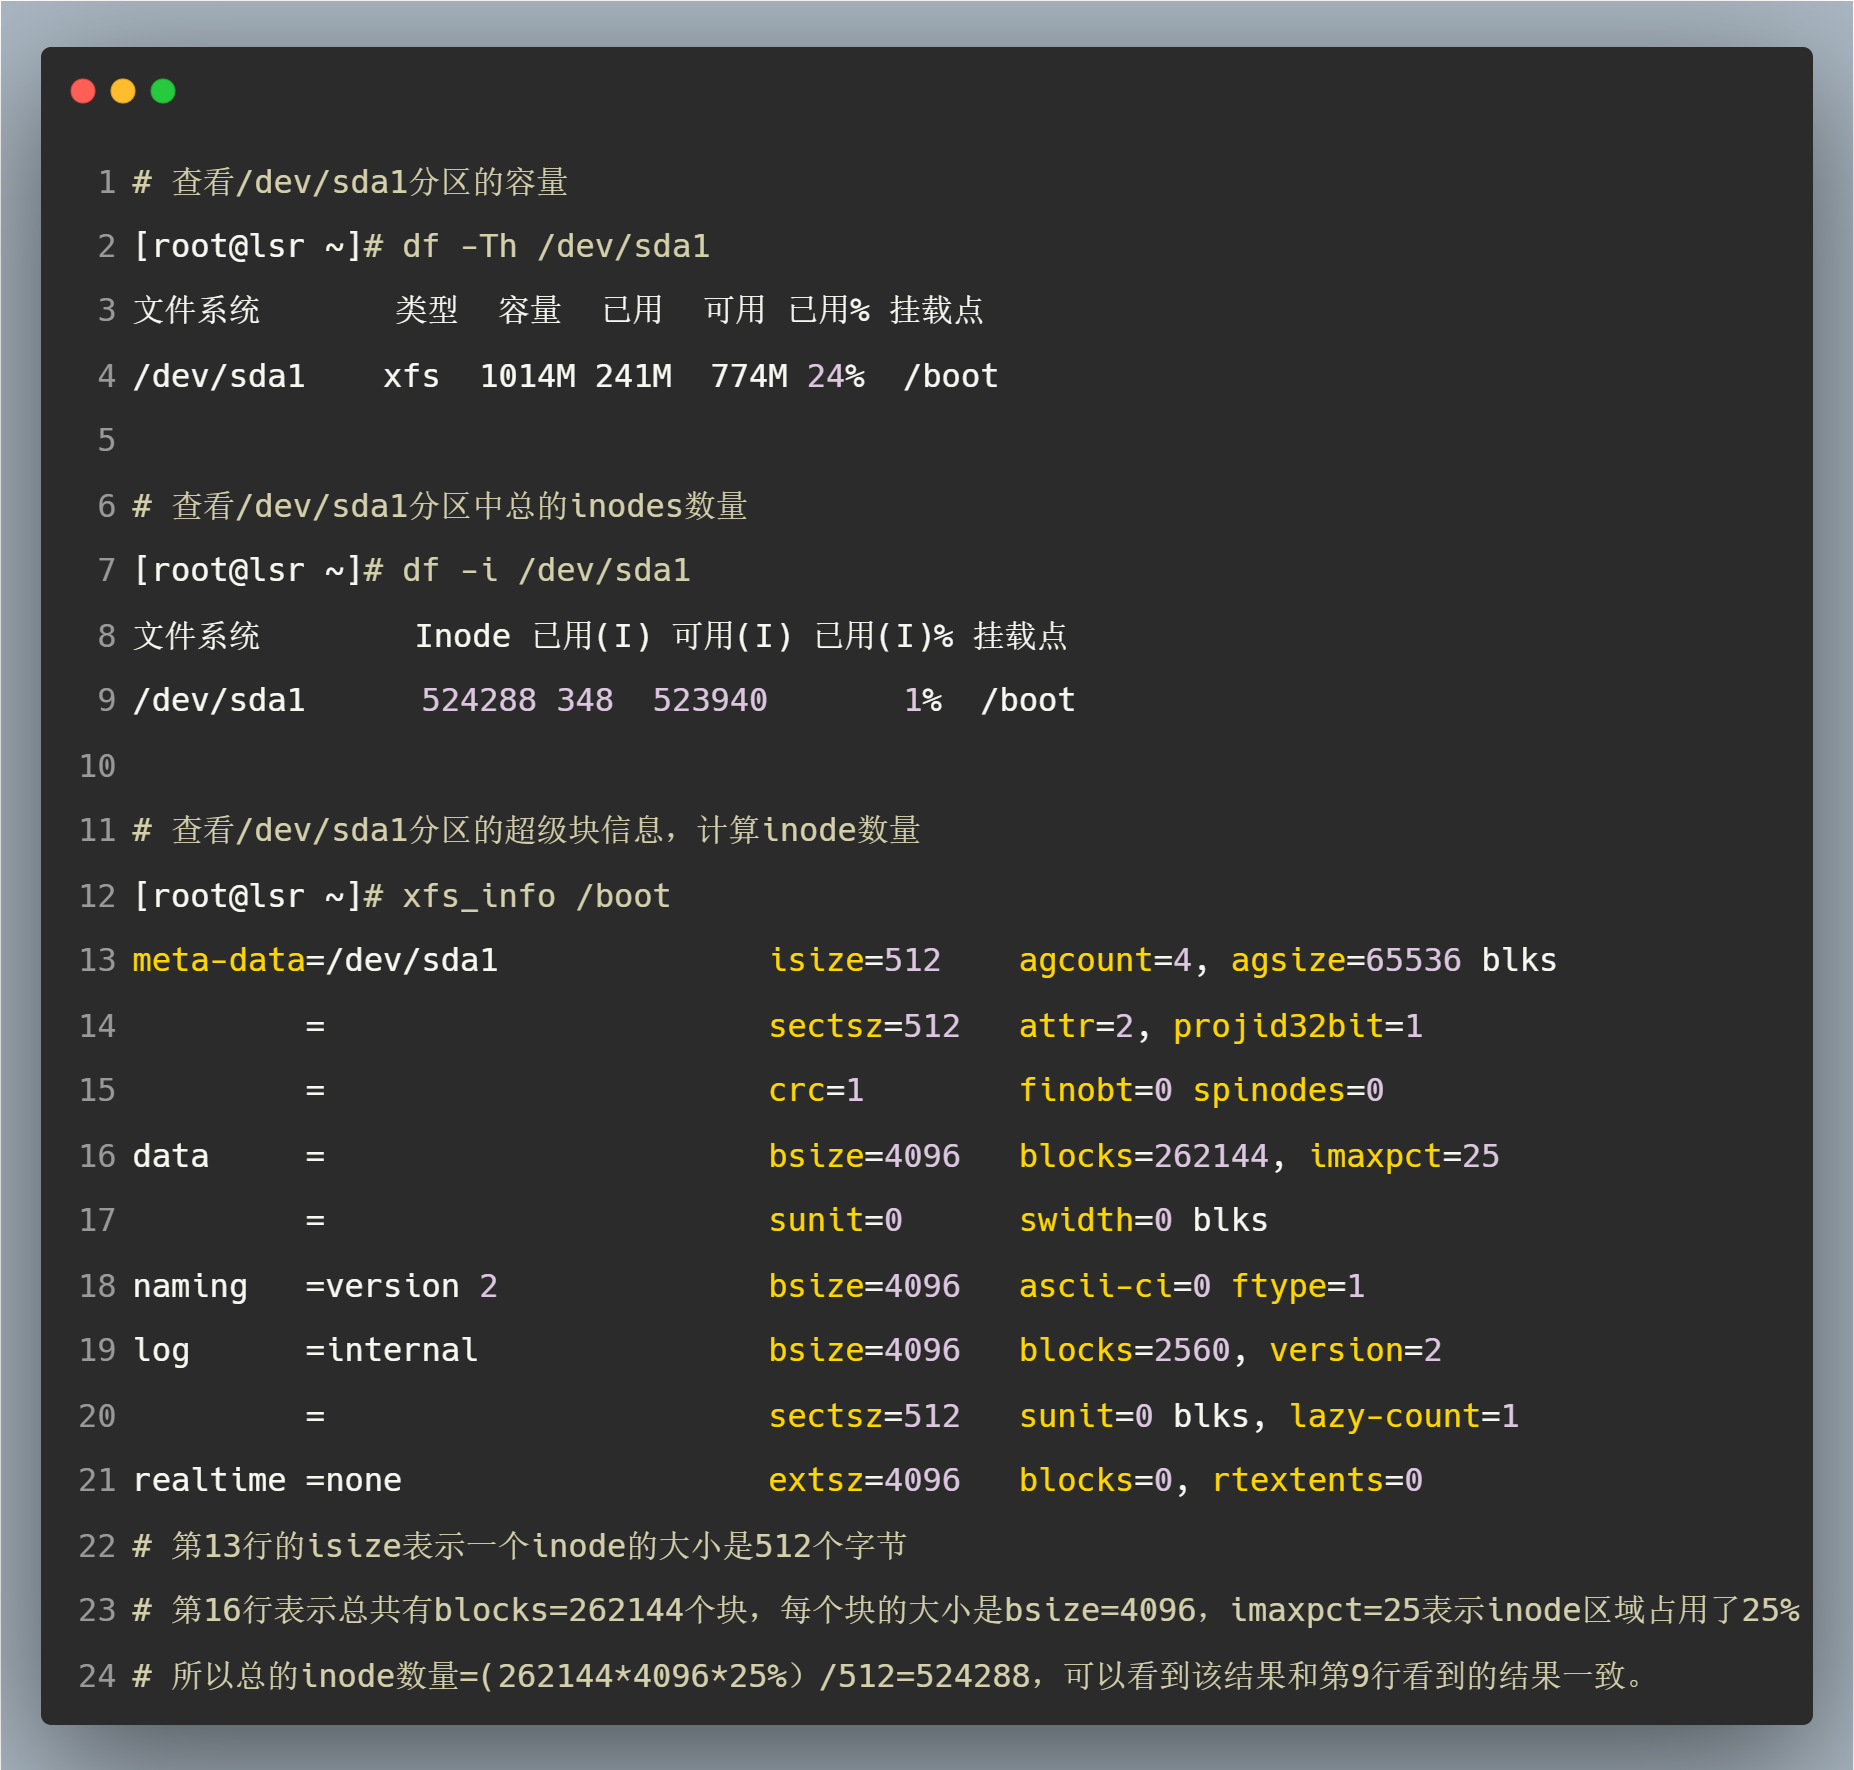 1 # 查看/dev/sda1分区的容量
2 [root@lsr ~]# df -Th /dev/sda1
3 文件系统       类型  容量  已用  可用 已用% 挂载点
4 /dev/sda1    xfs  1014M 241M  774M 24%  /boot
5
6 # 查看/dev/sda1分区中总的inodes数量
7 [root@lsr ~]# df -i /dev/sda1
8 文件系统        Inode 已用(I) 可用(I) 已用(I)% 挂载点
9 /dev/sda1      524288 348  523940       1%  /boot
10
11 # 查看/dev/sda1分区的超级块信息，计算inode数量
12 [root@lsr ~]# xfs_info /boot
13 meta-data=/dev/sda1              isize=512    agcount=4, agsize=65536 blks
14          =                       sectsz=512   attr=2, projid32bit=1
15          =                       crc=1        finobt=0 spinodes=0
16 data     =                       bsize=4096   blocks=262144, imaxpct=25
17          =                       sunit=0      swidth=0 blks
18 naming   =version 2              bsize=4096   ascii-ci=0 ftype=1
19 log      =internal               bsize=4096   blocks=2560, version=2
20          =                       sectsz=512   sunit=0 blks, lazy-count=1
21 realtime =none                   extsz=4096   blocks=0, rtextents=0
22 # 第13行的isize表示一个inode的大小是512个字节
23 # 第16行表示总共有blocks=262144个块，每个块的大小是bsize=4096，imaxpct=25表示inode区域占用了25%
24 # 所以总的inode数量=(262144*4096*25%）/512=524288，可以看到该结果和第9行看到的结果一致。